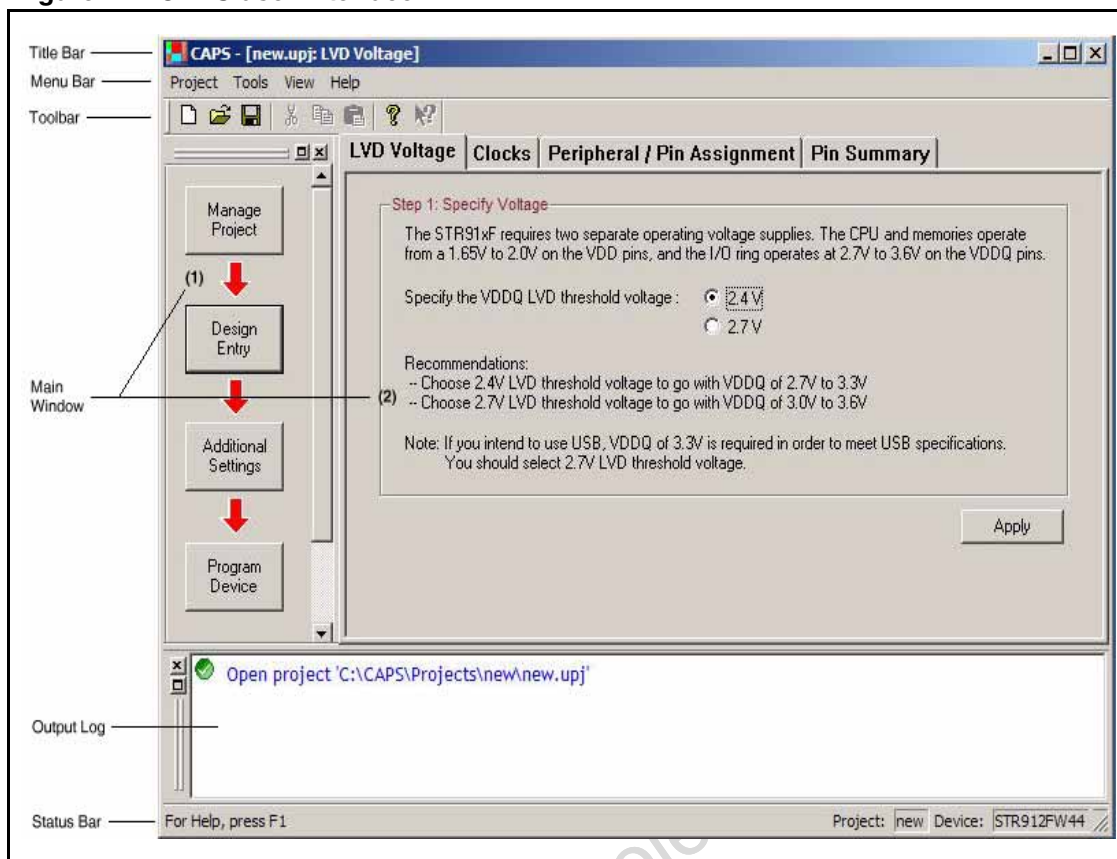 Title Bar
CAPS - [new.upj: LVD Voltage]
Menu Bar
Project Tools View Help
Toolbar
LVD Voltage Clocks Peripheral / Pin Assignment Pin Summary
Manage
Project
(1)
Design
Entry
Main
Window
Additional
Settings
Program
Device
(2)
Step 1: Specify Voltage
The STR91xF requires two separate operating voltage supplies. The CPU and memories operate
from a 1.65V to 2.0V on the VDD pins, and the I/O ring operates at 2.7V to 3.6V on the VDDQ pins.
Specify the VDDQ LVD threshold voltage : 2.4 V
2.7 V
Recommendations:
-- Choose 2.4V LVD threshold voltage to go with VDDQ of 2.7V to 3.3V
-- Choose 2.7V LVD threshold voltage to go with VDDQ of 3.0V to 3.6V
Note: If you intend to use USB, VDDQ of 3.3V is required in order to meet USB specifications.
You should select 2.7V LVD threshold voltage.
Apply
Open project 'C:\CAPS\Projects\new\new.upj'
Output Log
Status Bar
For Help, press F1
Project: new Device: STR912FW44